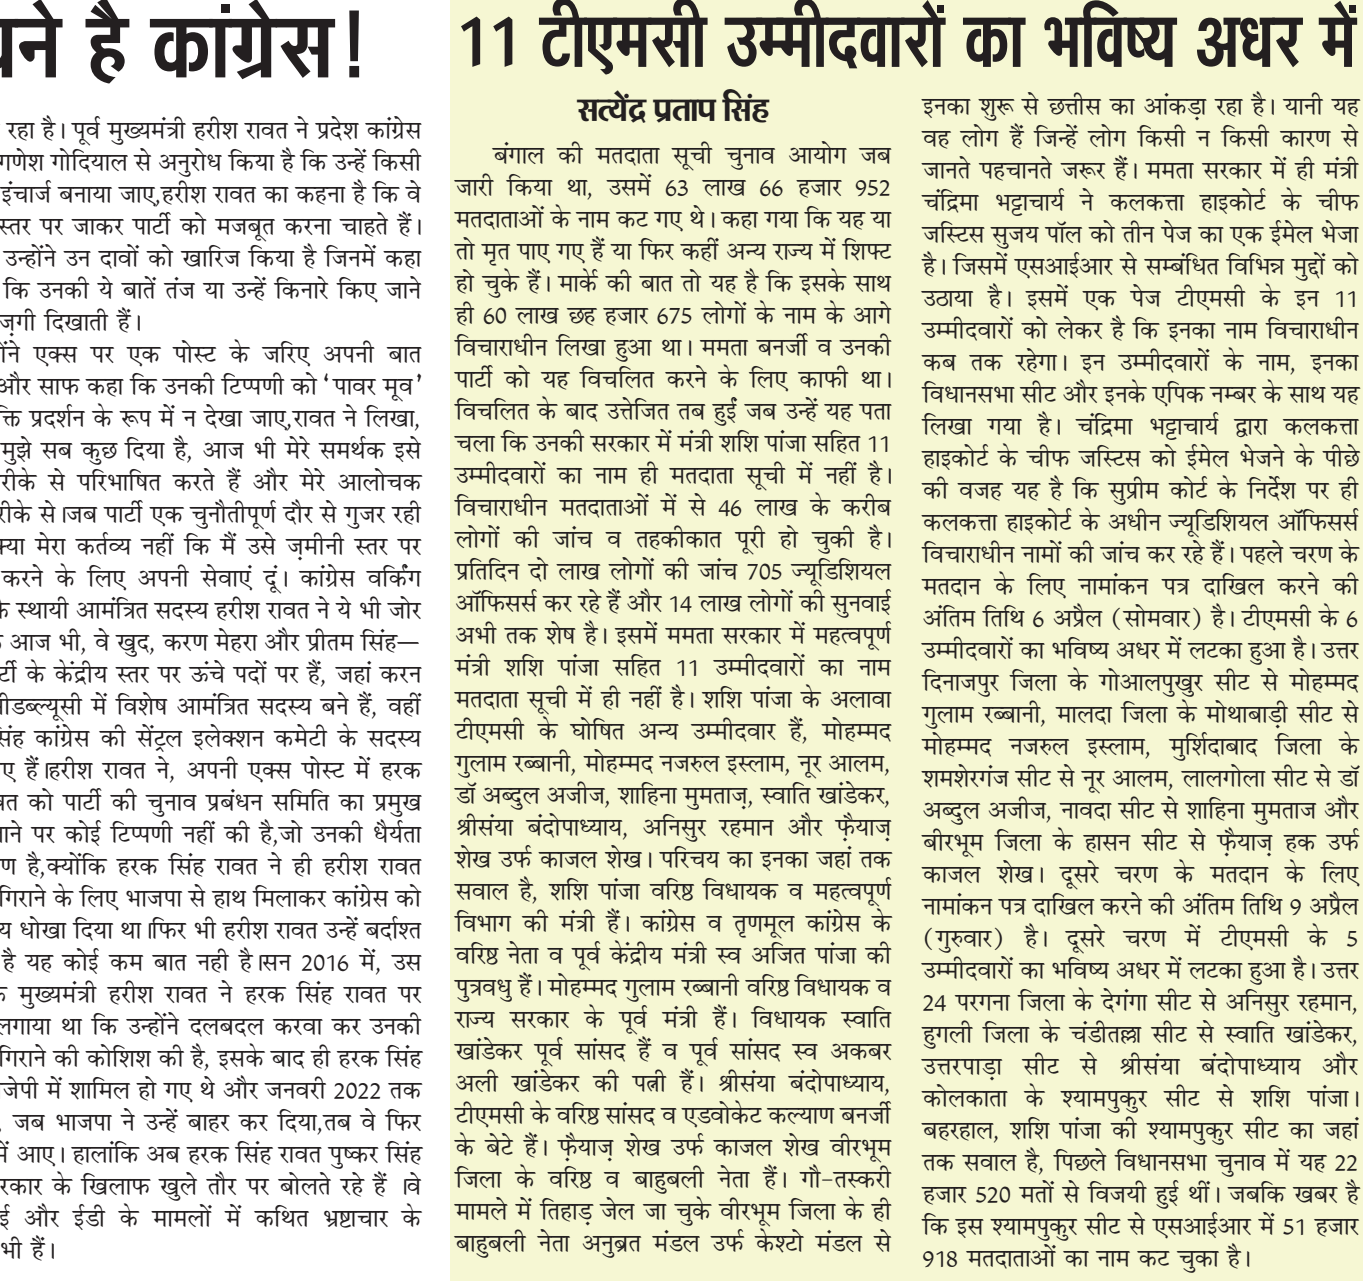 ने है कांग्रेस!
रहा है। पूर्व मुख्यमंत्री हरीश रावत ने प्रदेश कांग्रेस
गणेश गोदियाल से अनुरोध किया है कि उन्हें किसी
इंचार्ज बनाया जाए,हरीश रावत का कहना है कि वे
स्तर पर जाकर पार्टी को मजबूत करना चाहते हैं।
उन्होंने उन दावों को खारिज किया है जिनमें कहा
कि उनकी ये बातें तंज या उन्हें किनारे किए जाने
ज़गी दिखाती हैं।
ोंने एक्स पर एक पोस्ट के जरिए अपनी बात
और साफ कहा कि उनकी टिप्पणी को ‘पावर मूव’
क्ति प्रदर्शन के रूप में न देखा जाए,रावत ने लिखा,
मुझे सब कुछ दिया है, आज भी मेरे समर्थक इसे
रीके से परिभाषित करते हैं और मेरे आलोचक
रीके से।जब पार्टी एक चुनौतीपूर्ण दौर से गुजर रही
क्या मेरा कर्तव्य नहीं कि मैं उसे ज़मीनी स्तर पर
करने के लिए अपनी सेवाएं दूं। कांग्रेस वर्किंग
के स्थायी आमंत्रित सदस्य हरीश रावत ने ये भी जोर
आज भी, वे खुद, करण मेहरा और प्रीतम सिंह—
र्टी के केंद्रीय स्तर पर ऊंचे पदों पर हैं, जहां करन
ीडब्ल्यूसी में विशेष आमंत्रित सदस्य बने हैं, वहीं
सिंह कांग्रेस की सेंट्रल इलेक्शन कमेटी के सदस्य
ए हैं।हरीश रावत ने, अपनी एक्स पोस्ट में हरक
वत को पार्टी की चुनाव प्रबंधन समिति का प्रमुख
ाने पर कोई टिप्पणी नहीं की है,जो उनकी धैर्यता
ण है,क्योंकि हरक सिंह रावत ने ही हरीश रावत
गिराने के लिए भाजपा से हाथ मिलाकर कांग्रेस को
य धोखा दिया था।फिर भी हरीश रावत उन्हें बर्दाश्त
है यह कोई कम बात नही है।सन 2016 में, उस
मुख्यमंत्री हरीश रावत ने हरक सिंह रावत पर
लगाया था कि उन्होंने दलबदल करवा कर उनकी
गिराने की कोशिश की है, इसके बाद ही हरक सिंह
जेपी में शामिल हो गए थे और जनवरी 2022 तक
, जब भाजपा ने उन्हें बाहर कर दिया,तब वे फिर
में आए। हालांकि अब हरक सिंह रावत पुष्कर सिंह
रकार के खिलाफ खुले तौर पर बोलते रहे हैं ।वे
ई और ईडी के मामलों में कथित भ्रष्टाचार के
भी हैं।
11 टीएमसी उम्मीदवारों का भविष्य अधर में
सत्येंद्र प्रताप सिंह
बंगाल की मतदाता सूची चुनाव आयोग जब
जारी किया था, उसमें 63 लाख 66 हजार 952
मतदाताओं के नाम कट गए थे। कहा गया कि यह या
तो मृत पाए गए हैं या फिर कहीं अन्य राज्य में शिफ्ट
हो चुके हैं। मार्के की बात तो यह है कि इसके साथ
ही 60 लाख छह हजार 675 लोगों के नाम के आगे
विचाराधीन लिखा हुआ था। ममता बनर्जी व उनकी
पार्टी को यह विचलित करने के लिए काफी था।
विचलित के बाद उत्तेजित तब हुईं जब उन्हें यह पता
चला कि उनकी सरकार में मंत्री शशि पांजा सहित 11
उम्मीदवारों का नाम ही मतदाता सूची में नहीं है।
विचाराधीन मतदाताओं में से 46 लाख के करीब
लोगों की जांच व तहकीकात पूरी हो चुकी है।
प्रतिदिन दो लाख लोगों की जांच 705 ज्यूडिशियल
ऑफिसर्स कर रहे हैं और 14 लाख लोगों की सुनवाई
अभी तक शेष है। इसमें ममता सरकार में महत्वपूर्ण
मंत्री शशि पांजा सहित 11 उम्मीदवारों का नाम
मतदाता सूची में ही नहीं है। शशि पांजा के अलावा
टीएमसी के घोषित अन्य उम्मीदवार हैं, मोहम्मद
गुलाम रब्बानी, मोहम्मद नजरुल इस्लाम, नूर आलम,
डॉ अब्दुल अजीज, शाहिना मुमताज़, स्वाति खांडेकर,
श्रीसंया बंदोपाध्याय, अनिसुर रहमान और फ़ैयाज़
शेख उर्फ काजल शेख। परिचय का इनका जहां तक
सवाल है, शशि पांजा वरिष्ठ विधायक व महत्वपूर्ण
विभाग की मंत्री हैं। कांग्रेस व तृणमूल कांग्रेस के
वरिष्ठ नेता व पूर्व केंद्रीय मंत्री स्व अजित पांजा की
पुत्रवधु हैं। मोहम्मद गुलाम रब्बानी वरिष्ठ विधायक व
राज्य सरकार के पूर्व मंत्री हैं। विधायक स्वाति
खांडेकर पूर्व सांसद हैं व पूर्व सांसद स्व अकबर
अली खांडेकर की पत्नी हैं। श्रीसंया बंदोपाध्याय,
टीएमसी के वरिष्ठ सांसद व एडवोकेट कल्याण बनर्जी
के बेटे हैं। फ़ैयाज़ शेख उर्फ काजल शेख वीरभूम
जिला के वरिष्ठ व बाहुबली नेता हैं। गौ-तस्करी
मामले में तिहाड़ जेल जा चुके वीरभूम जिला के ही
बाहुबली नेता अनुब्रत मंडल उर्फ केश्टो मंडल से
इनका शुरू से छत्तीस का आंकड़ा रहा है। यानी यह
वह लोग हैं जिन्हें लोग किसी न किसी कारण से
जानते पहचानते जरूर हैं। ममता सरकार में ही मंत्री
चंद्रिमा भट्टाचार्य ने कलकत्ता हाइकोर्ट के चीफ
जस्टिस सुजय पॉल को तीन पेज का एक ईमेल भेजा
है। जिसमें एसआईआर से सम्बंधित विभिन्न मुद्दों को
उठाया है। इसमें एक पेज टीएमसी के इन 11
उम्मीदवारों को लेकर है कि इनका नाम विचाराधीन
कब तक रहेगा। इन उम्मीदवारों के नाम, इनका
विधानसभा सीट और इनके एपिक नम्बर के साथ यह
लिखा गया है। चंद्रिमा भट्टाचार्य द्वारा कलकत्ता
हाइकोर्ट के चीफ जस्टिस को ईमेल भेजने के पीछे
की वजह यह है कि सुप्रीम कोर्ट के निर्देश पर ही
कलकत्ता हाइकोर्ट के अधीन ज्यूडिशियल ऑफिसर्स
विचाराधीन नामों की जांच कर रहे हैं। पहले चरण के
मतदान के लिए नामांकन पत्र दाखिल करने की
अंतिम तिथि 6 अप्रैल (सोमवार) है। टीएमसी के 6
उम्मीदवारों का भविष्य अधर में लटका हुआ है। उत्तर
दिनाजपुर जिला के गोआलपुखुर सीट से मोहम्मद
गुलाम रब्बानी, मालदा जिला के मोथाबाड़ी सीट से
मोहम्मद नजरुल इस्लाम, मुर्शिदाबाद जिला के
शमशेरगंज सीट से नूर आलम, लालगोला सीट से डॉ
अब्दुल अजीज, नावदा सीट से शाहिना मुमताज और
बीरभूम जिला के हासन सीट से फ़ैयाज़ हक उर्फ
काजल शेख। दूसरे चरण के मतदान के लिए
नामांकन पत्र दाखिल करने की अंतिम तिथि 9 अप्रैल
(गुरुवार) है। दूसरे चरण में टीएमसी के 5
उम्मीदवारों का भविष्य अधर में लटका हुआ है। उत्तर
24 परगना जिला के देगंगा सीट से अनिसुर रहमान,
हुगली जिला के चंडीतल्ला सीट से स्वाति खांडेकर,
उत्तरपाड़ा सीट से श्रीसंया बंदोपाध्याय और
कोलकाता के श्यामपुकुर सीट से शशि पांजा।
बहरहाल, शशि पांजा की श्यामपुकुर सीट का जहां
तक सवाल है, पिछले विधानसभा चुनाव में यह 22
हजार 520 मतों से विजयी हुई थीं। जबकि खबर है
कि इस श्यामपुकुर सीट से एसआईआर में 51 हजार
918 मतदाताओं का नाम कट चुका है।